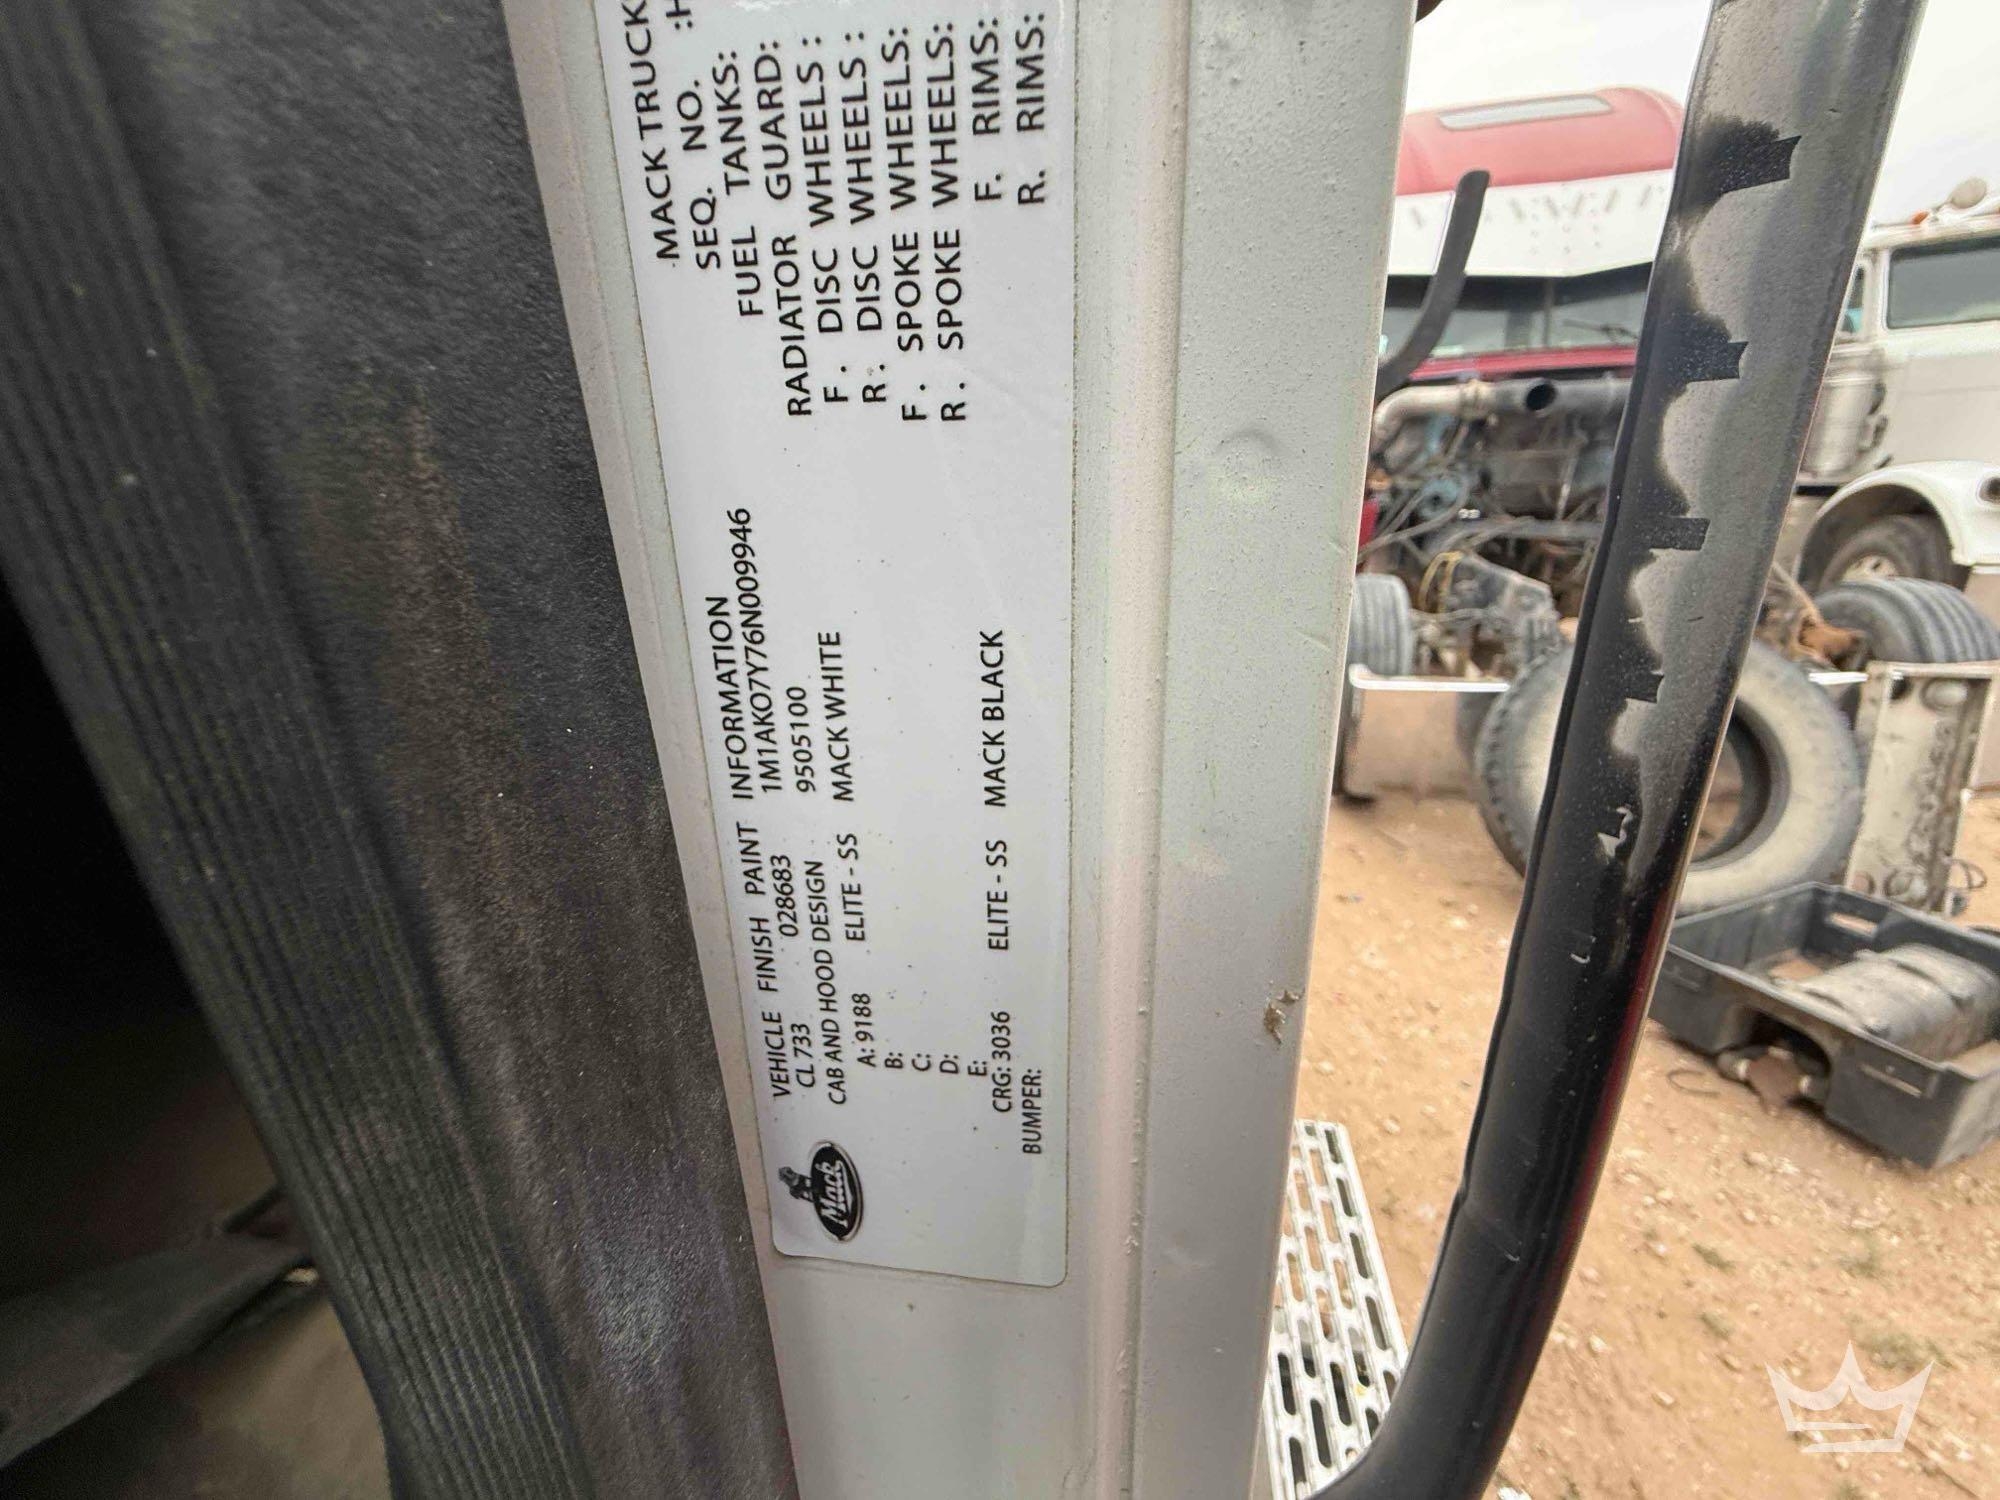 VEHICLE FINISH PAINT INFORMATION
CL 733 028683 1M1AKO7Y76N009946
CAB AND HOOD DESIGN 9505100
A: 9188 ELITE - SS MACK WHITE
B:
C:
D:
E:
CRG: 3036 ELITE - SS MACK BLACK
BUMPER:
Mack
MACK TRUCK
SEQ. NO. :H
FUEL TANKS:
RADIATOR GUARD:
F. DISC WHEELS :
R. DISC WHEELS :
F. SPOKE WHEELS:
R. SPOKE WHEELS:
F. RIMS:
R. RIMS: